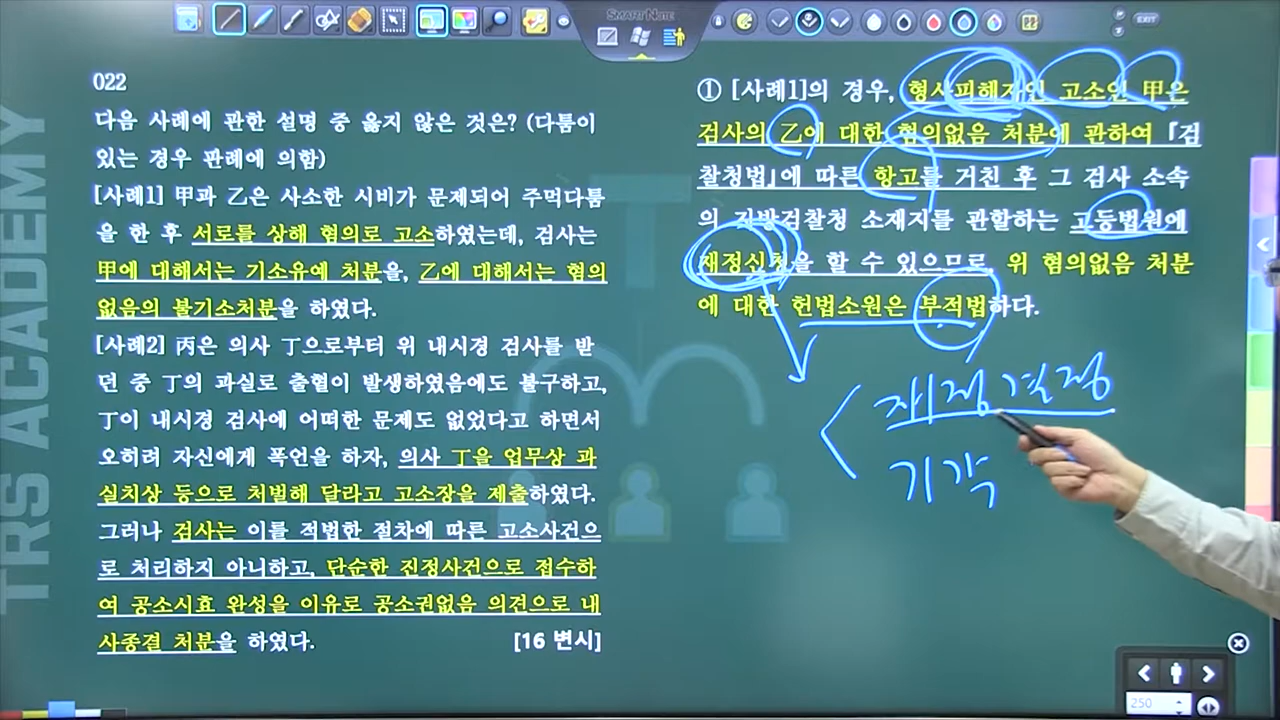 SMART NOTE
EXIT
TRS ACADEMY
022
다음 사례에 관한 설명 중 옳지 않은 것은? (다툼이
있는 경우 판례에 의함)
[사례1] 甲과 乙은 사소한 시비가 문제되어 주먹다툼
을 한 후 서로를 상해 혐의로 고소하였는데, 검사는
甲에 대해서는 기소유예 처분을, 乙에 대해서는 혐의
없음의 불기소처분을 하였다.
[사례2] 丙은 의사 丁으로부터 위 내시경 검사를 받
던 중 丁의 과실로 출혈이 발생하였음에도 불구하고,
丁이 내시경 검사에 어떠한 문제도 없었다고 하면서
오히려 자신에게 폭언을 하자, 의사 丁을 업무상 과
실치상 등으로 처벌해 달라고 고소장을 제출하였다.
그러나 검사는 이를 적법한 절차에 따른 고소사건으
로 처리하지 아니하고, 단순한 진정사건으로 접수하
여 공소시효 완성을 이유로 공소권없음 의견으로 내
사종결 처분을 하였다. [16 변시]
① [사례1]의 경우, 형사피해자인 고소인 甲은
검사의 乙에 대한 혐의없음 처분에 관하여 「검
찰청법」에 따른 항고를 거친 후 그 검사 소속
의 지방검찰청 소재지를 관할하는 고등법원에
재정신청을 할 수 있으므로, 위 혐의없음 처분
에 대한 헌법소원은 부적법하다.
재정결정
기각
250